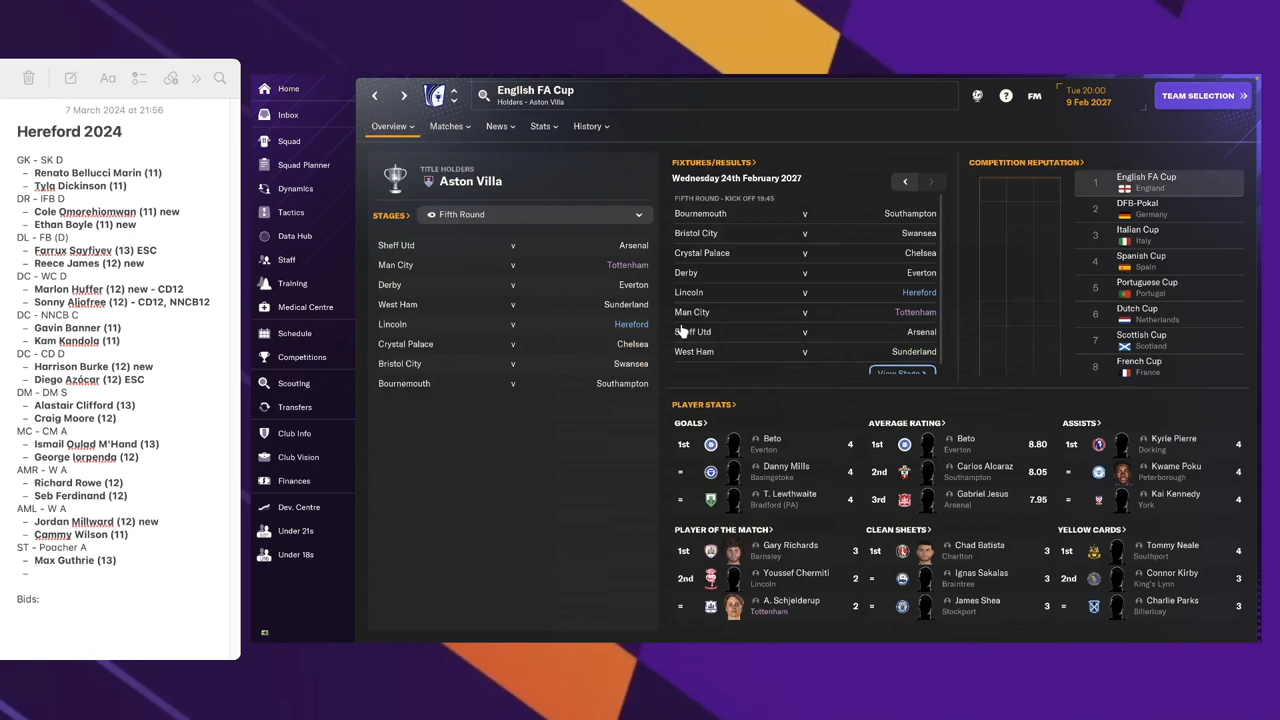 7 March 2024 at 21:56
Hereford 2024
GK - SK D
– Renato Bellucci Marin (11)
– Tyla Dickinson (11)
DR - IFB D
– Cole Omorehiomwan (11) new
– Ethan Boyle (11) new
DL - FB (D)
– Farrux Sayfiyev (13) ESC
– Reece James (12) new
DC - WC D
– Marlon Huffer (12) new - CD12
– Sonny Aljofree (12) - CD12, NNCB12
DC - NNCB C
– Gavin Banner (11)
– Kam Kandola (11)
DC - CD D
– Harrison Burke (12) new
– Diego Azócar (12) ESC
DM - DM S
– Alastair Clifford (13)
– Craig Moore (12)
MC - CM A
– Ismail Oulad M'Hand (13)
– George Iorpenda (12)
AMR - W A
– Richard Rowe (12)
– Seb Ferdinand (12)
AML - W A
– Jordan Millward (12) new
– Cammy Wilson (11)
ST - Poacher A
– Max Guthrie (13)
–
Bids:
Home
Inbox
Squad
Squad Planner
Dynamics
Tactics
Data Hub
Staff
Training
Medical Centre
Schedule
Competitions
Scouting
Transfers
Club Info
Club Vision
Finances
Dev. Centre
Under 21s
Under 18s
English FA Cup
Holders - Aston Villa
FM
Tue 20:00
9 Feb 2027
TEAM SELECTION
Overview Matches News Stats History
TITLE HOLDERS
Aston Villa
STAGES> Fifth Round
Sheff Utd v Arsenal
Man City v Tottenham
Derby v Everton
West Ham v Sunderland
Lincoln v Hereford
Crystal Palace v Chelsea
Bristol City v Swansea
Bournemouth v Southampton
FIXTURES/RESULTS>
Wednesday 24th February 2027
FIFTH ROUND - KICK OFF 19:45
Bournemouth v Southampton
Bristol City v Swansea
Crystal Palace v Chelsea
Derby v Everton
Lincoln v Hereford
Man City v Tottenham
Sheff Utd v Arsenal
West Ham v Sunderland
View Stage >
COMPETITION REPUTATION>
1 English FA Cup
England
2 DFB-Pokal
Germany
3 Italian Cup
Italy
4 Spanish Cup
Spain
5 Portuguese Cup
Portugal
6 Dutch Cup
Netherlands
7 Scottish Cup
Scotland
8 French Cup
France
PLAYER STATS>
GOALS>
1st Beto 4
Everton
= Danny Mills 4
Basingstoke
= T. Lewthwaite 4
Bradford (PA)
AVERAGE RATING>
1st Beto 8.80
Everton
2nd Carlos Alcaraz 8.05
Southampton
3rd Gabriel Jesus 7.95
Arsenal
ASSISTS>
1st Kyrie Pierre 4
Dorking
= Kwame Poku 4
Peterborough
= Kai Kennedy 4
York
PLAYER OF THE MATCH>
1st Gary Richards 3
Barnsley
2nd Youssef Chermiti 2
Lincoln
= A. Schjelderup 2
Tottenham
CLEAN SHEETS>
1st Chad Batista 3
Charlton
= Ignas Sakalas 3
Braintree
= James Shea 3
Stockport
YELLOW CARDS>
1st Tommy Neale 4
Southport
2nd Connor Kirby 3
King's Lynn
= Charlie Parks 3
Billericay